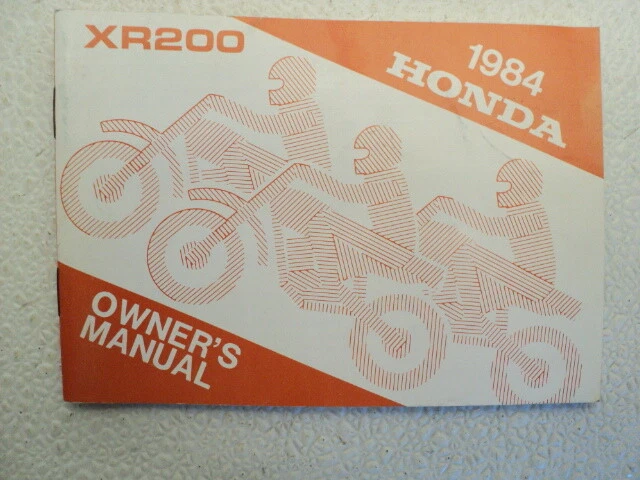 XR200
1984
HONDA
OWNER'S
MANUAL